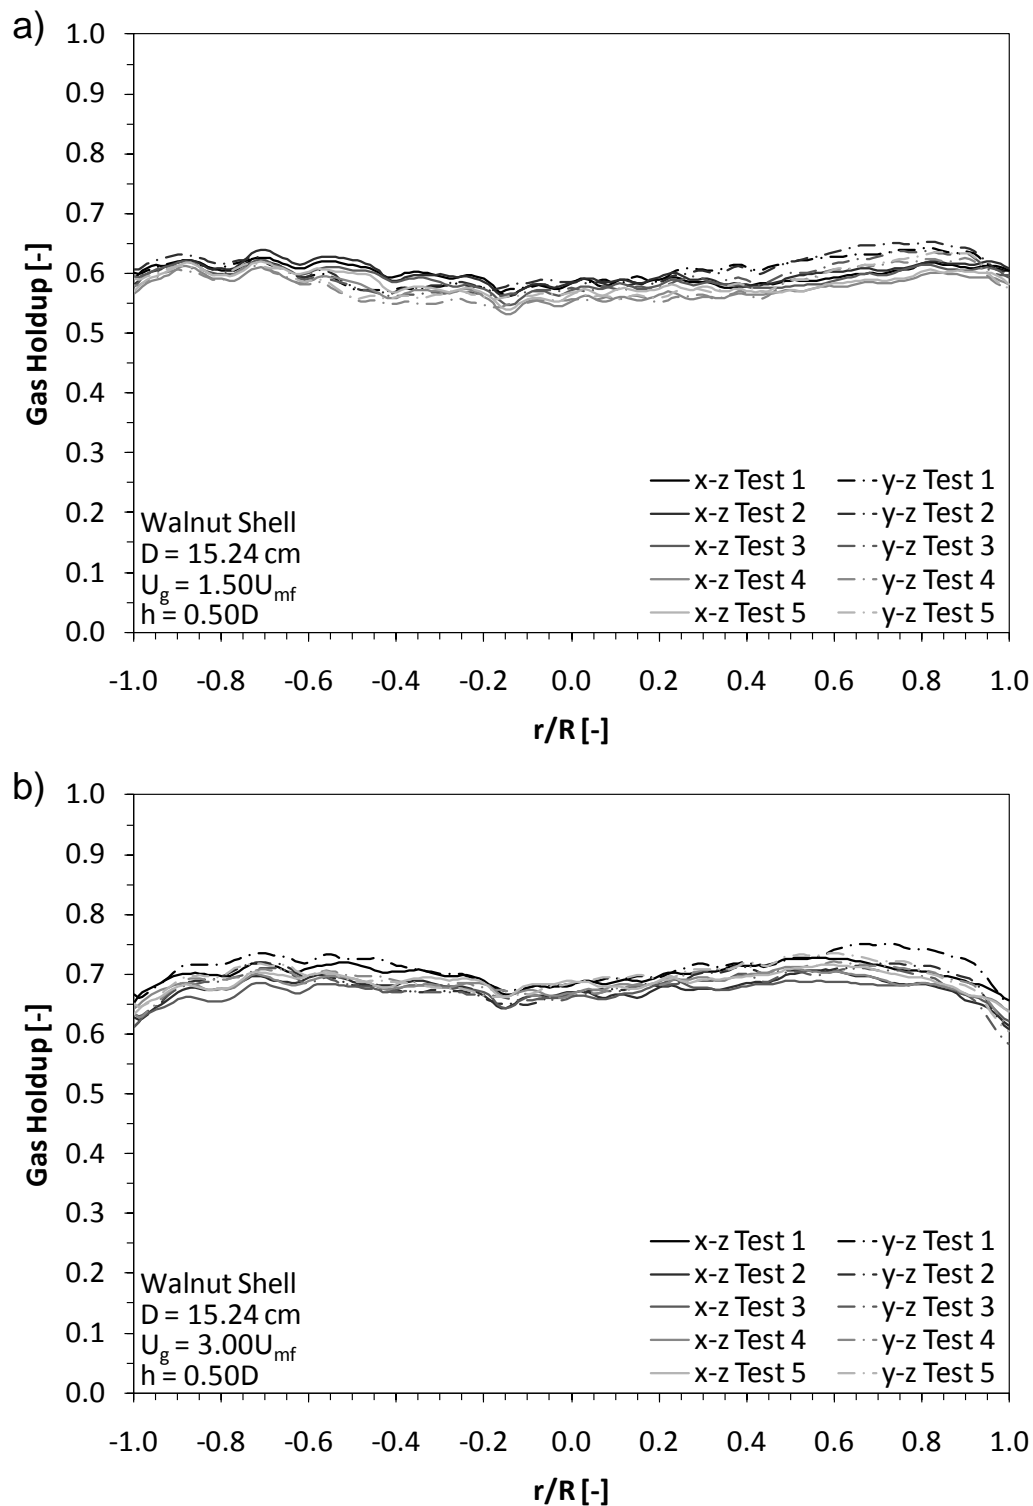 a)
1.0
0.9
0.8
0.7
0.6
0.5
0.4
0.3
0.2
0.1
0.0
Gas Holdup [-]
x-z Test 1
y-z Test 1
x-z Test 2
y-z Test 2
x-z Test 3
y-z Test 3
x-z Test 4
y-z Test 4
x-z Test 5
y-z Test 5
Walnut Shell
D = 15.24 cm
Ug = 1.50Umf
h = 0.50D
-1.0 -0.8 -0.6 -0.4 -0.2 0.0 0.2 0.4 0.6 0.8 1.0
r/R [-]
b)
1.0
0.9
0.8
0.7
0.6
0.5
0.4
0.3
0.2
0.1
0.0
Gas Holdup [-]
x-z Test 1
y-z Test 1
x-z Test 2
y-z Test 2
x-z Test 3
y-z Test 3
x-z Test 4
y-z Test 4
x-z Test 5
y-z Test 5
Walnut Shell
D = 15.24 cm
Ug = 3.00Umf
h = 0.50D
-1.0 -0.8 -0.6 -0.4 -0.2 0.0 0.2 0.4 0.6 0.8 1.0
r/R [-]